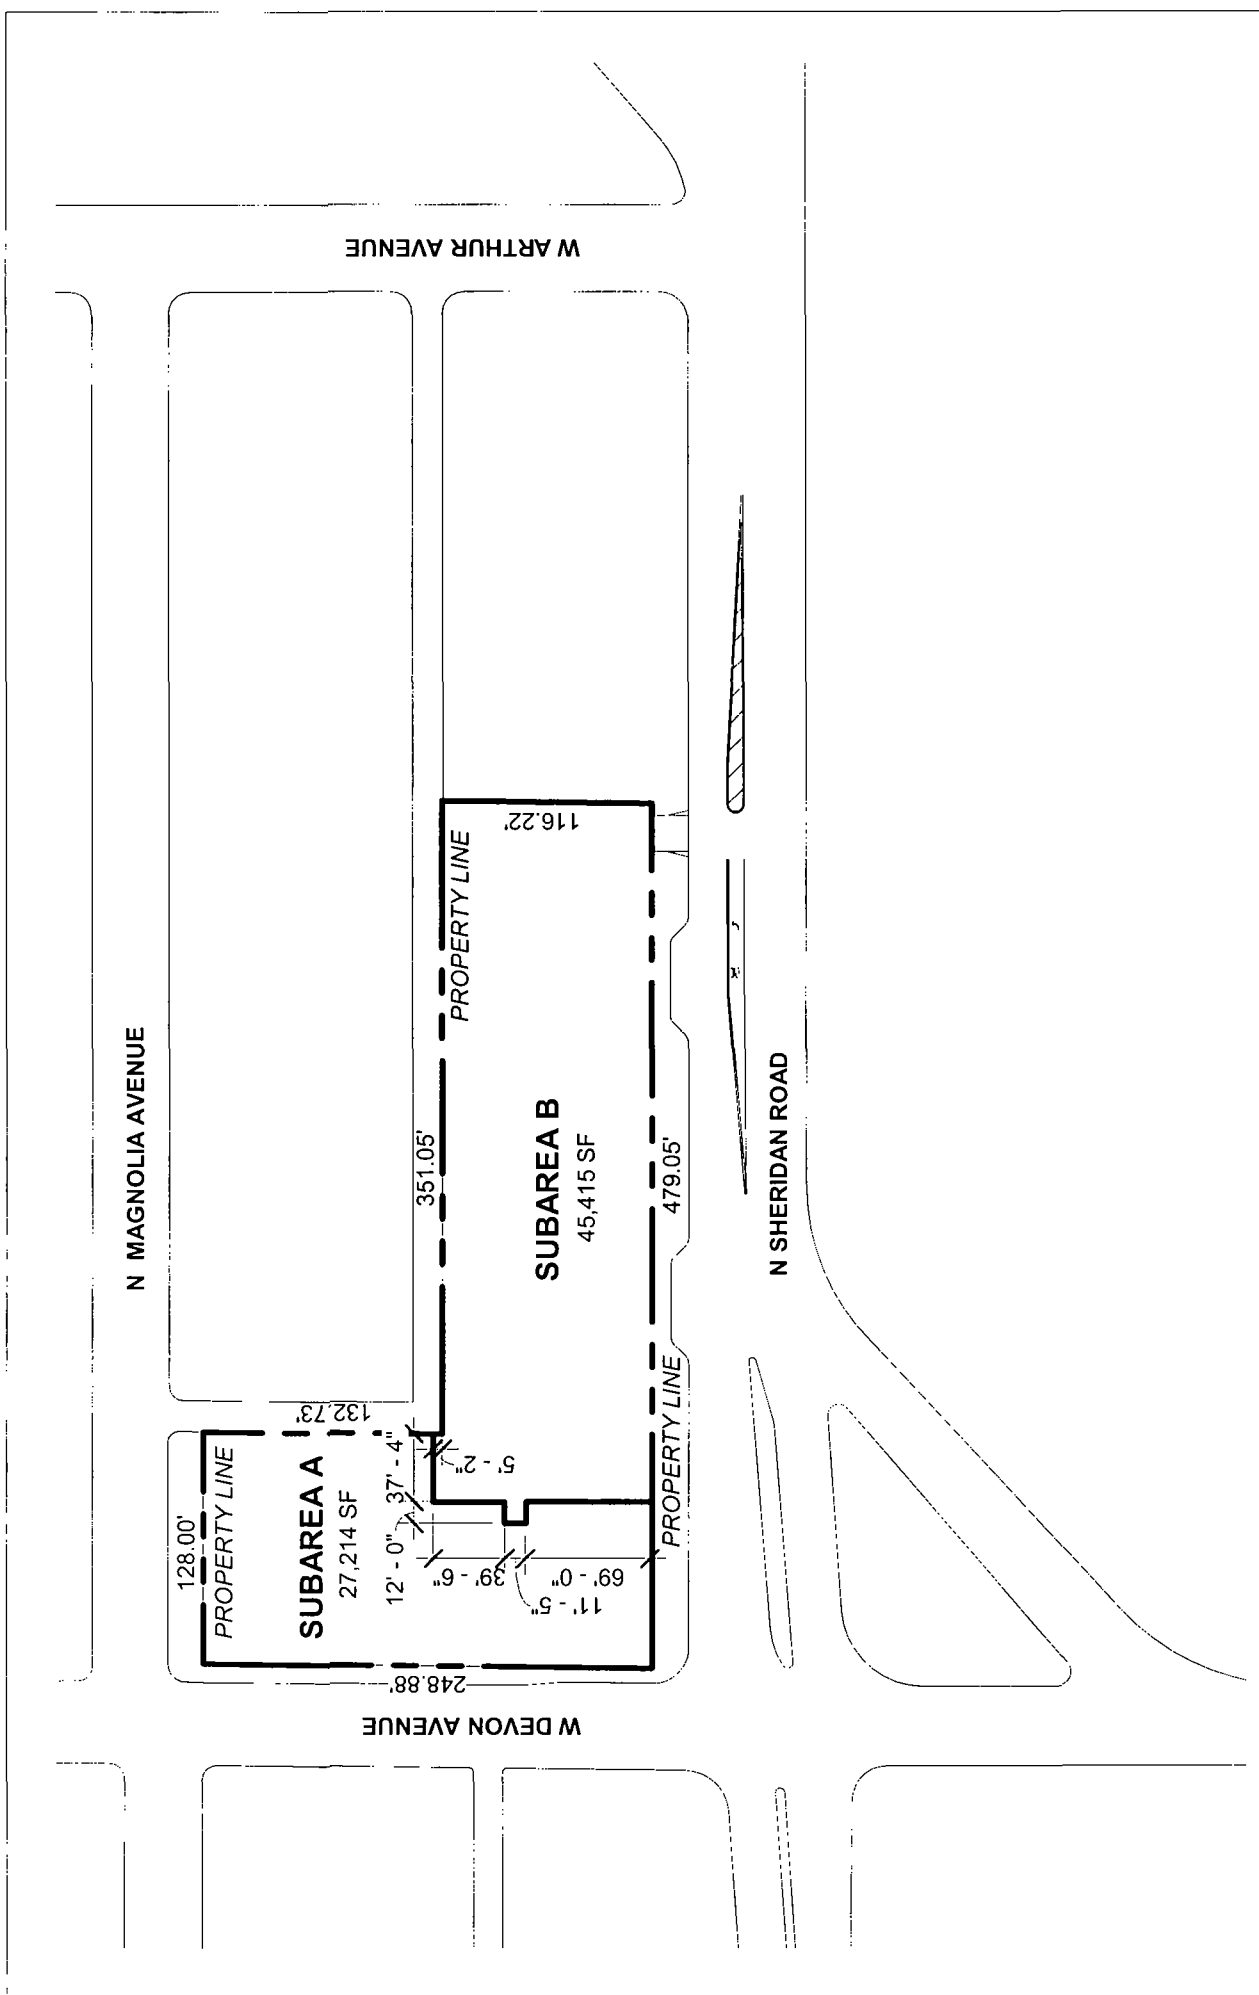 W ARTHUR AVENUE
N MAGNOLIA AVENUE
116.22'
PROPERTY LINE
351.05'
SUBAREA B
45,415 SF
479.05'
N SHERIDAN ROAD
PROPERTY LINE
132.73'
128.00'
PROPERTY LINE
SUBAREA A
27,214 SF
12' - 0"
37' - 4"
5' - 2"
39' - 6"
11' - 5"
69' - 0"
248.88'
W DEVON AVENUE